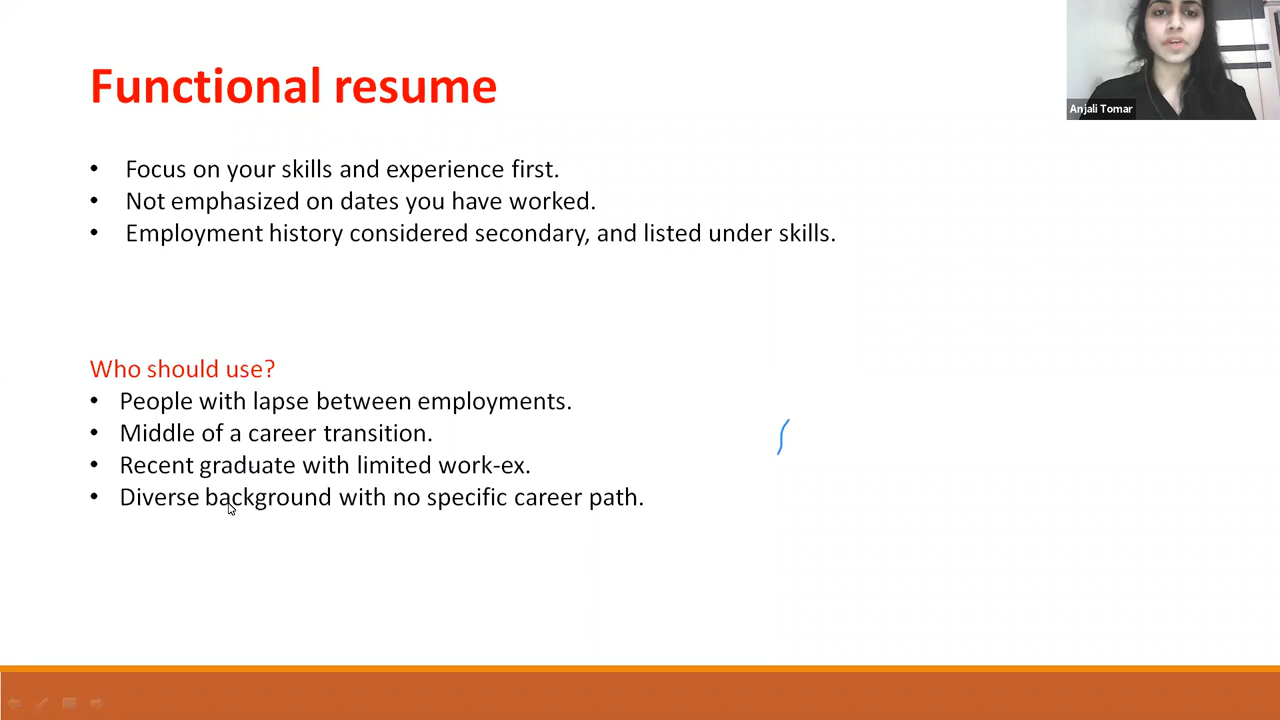 Functional resume
• Focus on your skills and experience first.
• Not emphasized on dates you have worked.
• Employment history considered secondary, and listed under skills.
Who should use?
• People with lapse between employments.
• Middle of a career transition.
• Recent graduate with limited work-ex.
• Diverse background with no specific career path.
Anjali Tomar